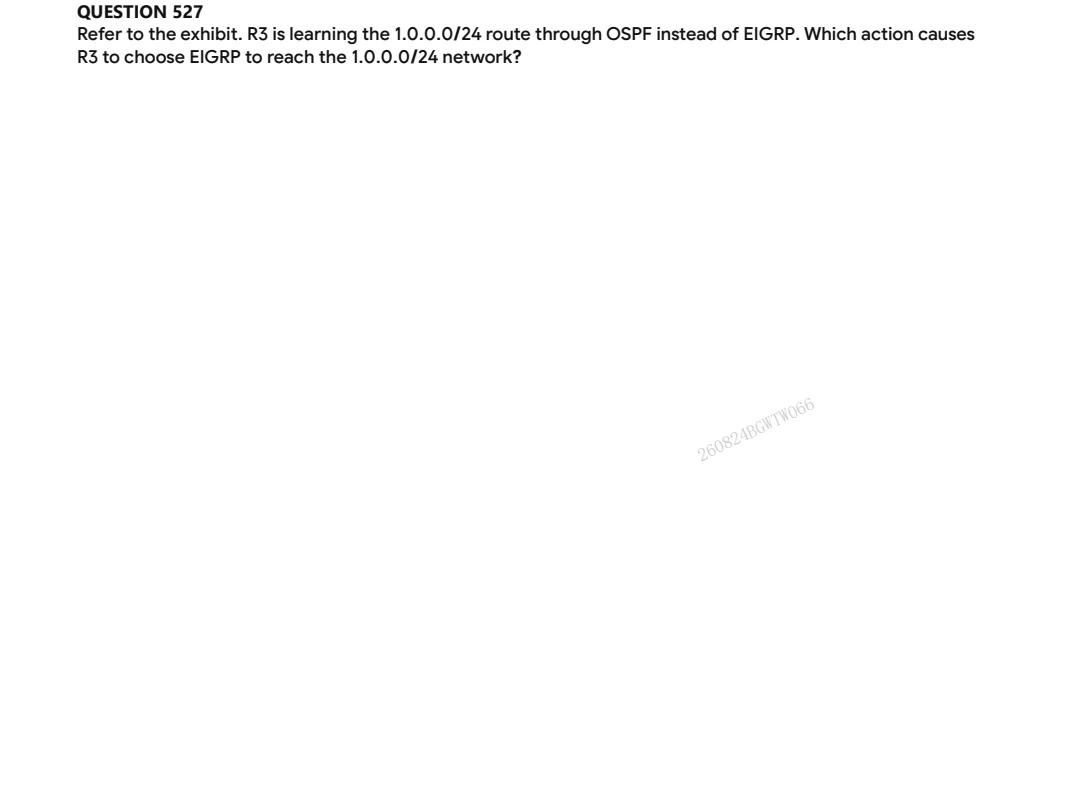 QUESTION 527
Refer to the exhibit. R3 is learning the 1.0.0.0/24 route through OSPF instead of EIGRP. Which action causes
R3 to choose EIGRP to reach the 1.0.0.0/24 network?
260824BGWTW066